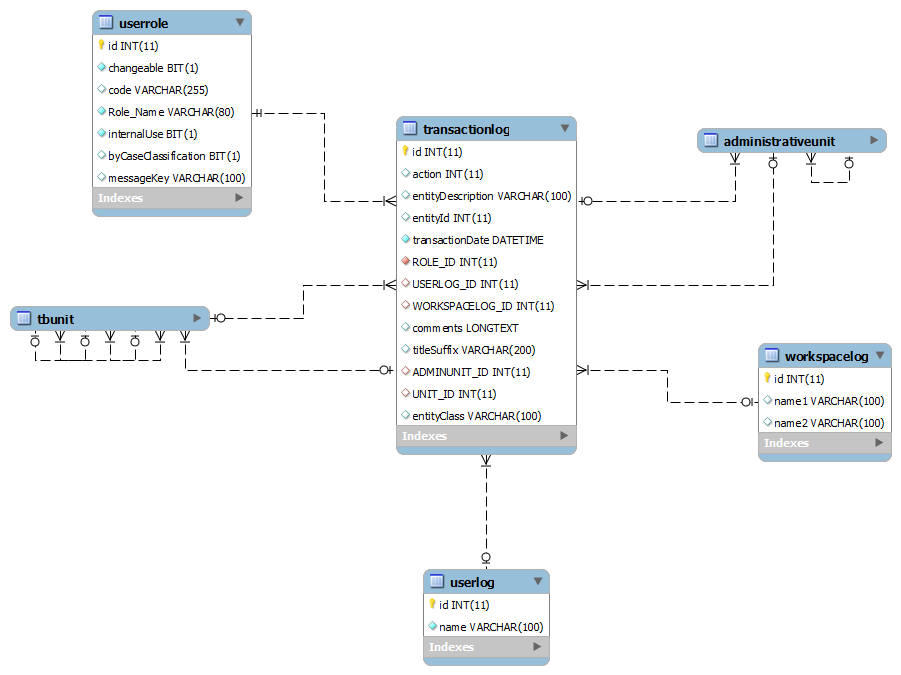 userrole
id INT(11)
changeable BIT(1)
code VARCHAR(255)
Role_Name VARCHAR(80)
internalUse BIT(1)
byCaseClassification BIT(1)
messageKey VARCHAR(100)
Indexes
transactionlog
id INT(11)
action INT(11)
entityDescription VARCHAR(100)
entityId INT(11)
transactionDate DATETIME
ROLE_ID INT(11)
USERLOG_ID INT(11)
WORKSPACELOG_ID INT(11)
comments LONGTEXT
titleSuffix VARCHAR(200)
ADMINUNIT_ID INT(11)
UNIT_ID INT(11)
entityClass VARCHAR(100)
Indexes
administrativeunit
tbunit
workspacelog
id INT(11)
name1 VARCHAR(100)
name2 VARCHAR(100)
Indexes
userlog
id INT(11)
name VARCHAR(100)
Indexes